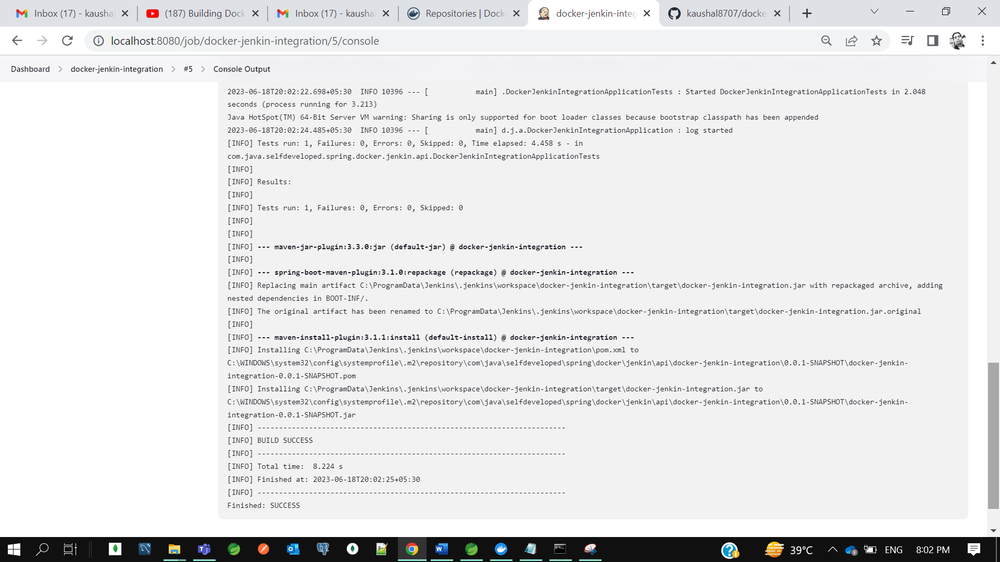 Inbox (17) - kaushal
(187) Building Dock
Inbox (17) - kaushal
Repositories | Docke
docker-jenkin-integ
kaushal8707/docke
localhost:8080/job/docker-jenkin-integration/5/console
Dashboard > docker-jenkin-integration > #5 > Console Output
2023-06-18T20:02:22.698+05:30  INFO 10396 --- [           main] .DockerJenkinIntegrationApplicationTests : Started DockerJenkinIntegrationApplicationTests in 2.048
seconds (process running for 3.213)
Java HotSpot(TM) 64-Bit Server VM warning: Sharing is only supported for boot loader classes because bootstrap classpath has been appended
2023-06-18T20:02:24.485+05:30  INFO 10396 --- [           main] d.j.a.DockerJenkinIntegrationApplication : log started
[INFO] Tests run: 1, Failures: 0, Errors: 0, Skipped: 0, Time elapsed: 4.458 s - in
com.java.selfdeveloped.spring.docker.jenkin.api.DockerJenkinIntegrationApplicationTests
[INFO]
[INFO] Results:
[INFO]
[INFO] Tests run: 1, Failures: 0, Errors: 0, Skipped: 0
[INFO]
[INFO]
[INFO] --- maven-jar-plugin:3.3.0:jar (default-jar) @ docker-jenkin-integration ---
[INFO]
[INFO] --- spring-boot-maven-plugin:3.1.0:repackage (repackage) @ docker-jenkin-integration ---
[INFO] Replacing main artifact C:\ProgramData\Jenkins\.jenkins\workspace\docker-jenkin-integration\target\docker-jenkin-integration.jar with repackaged archive, adding
nested dependencies in BOOT-INF/.
[INFO] The original artifact has been renamed to C:\ProgramData\Jenkins\.jenkins\workspace\docker-jenkin-integration\target\docker-jenkin-integration.jar.original
[INFO]
[INFO] --- maven-install-plugin:3.1.1:install (default-install) @ docker-jenkin-integration ---
[INFO] Installing C:\ProgramData\Jenkins\.jenkins\workspace\docker-jenkin-integration\pom.xml to
C:\WINDOWS\system32\config\systemprofile\.m2\repository\com\java\selfdeveloped\spring\docker\jenkin\api\docker-jenkin-integration\0.0.1-SNAPSHOT\docker-jenkin-
integration-0.0.1-SNAPSHOT.pom
[INFO] Installing C:\ProgramData\Jenkins\.jenkins\workspace\docker-jenkin-integration\target\docker-jenkin-integration.jar to
C:\WINDOWS\system32\config\systemprofile\.m2\repository\com\java\selfdeveloped\spring\docker\jenkin\api\docker-jenkin-integration\0.0.1-SNAPSHOT\docker-jenkin-
integration-0.0.1-SNAPSHOT.jar
[INFO] ------------------------------------------------------------------------
[INFO] BUILD SUCCESS
[INFO] ------------------------------------------------------------------------
[INFO] Total time:  8.224 s
[INFO] Finished at: 2023-06-18T20:02:25+05:30
[INFO] ------------------------------------------------------------------------
Finished: SUCCESS
39°C
ENG
8:02 PM